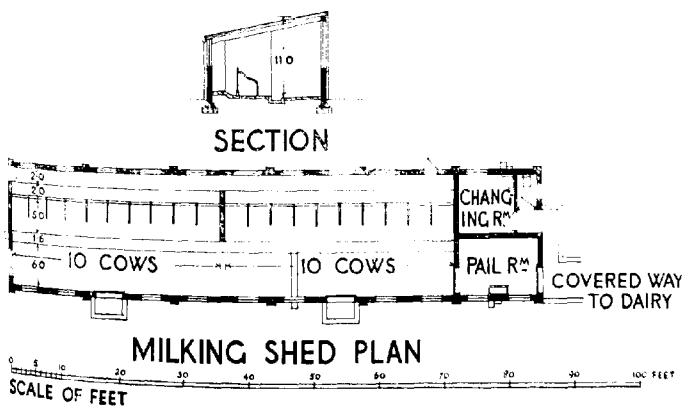 11 0
SECTION
2.0
2.0
5.0
1.6
6.0
10 COWS
10 COWS
CHANG-
ING RM
PAIL RM
COVERED WAY
TO DAIRY
MILKING SHED PLAN
0 5 10 20 30 40 50 60 70 80 90 100 FEET
SCALE OF FEET